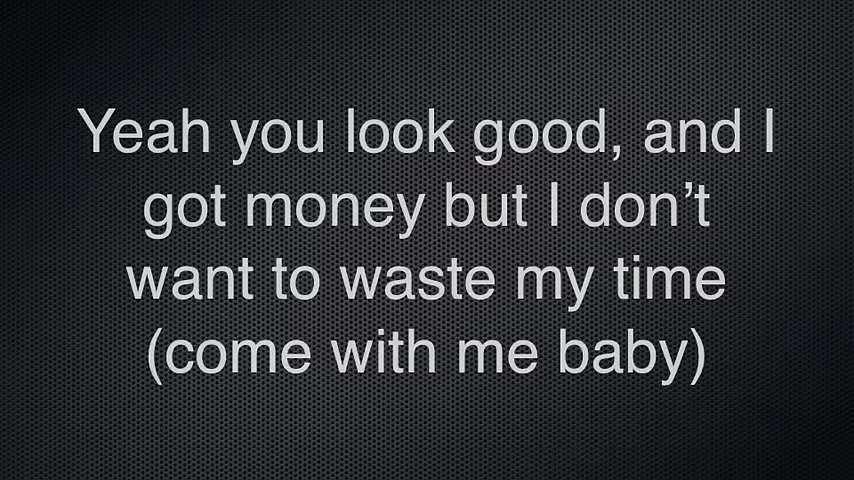 Yeah you look good, and I
got money but I don’t
want to waste my time
(come with me baby)